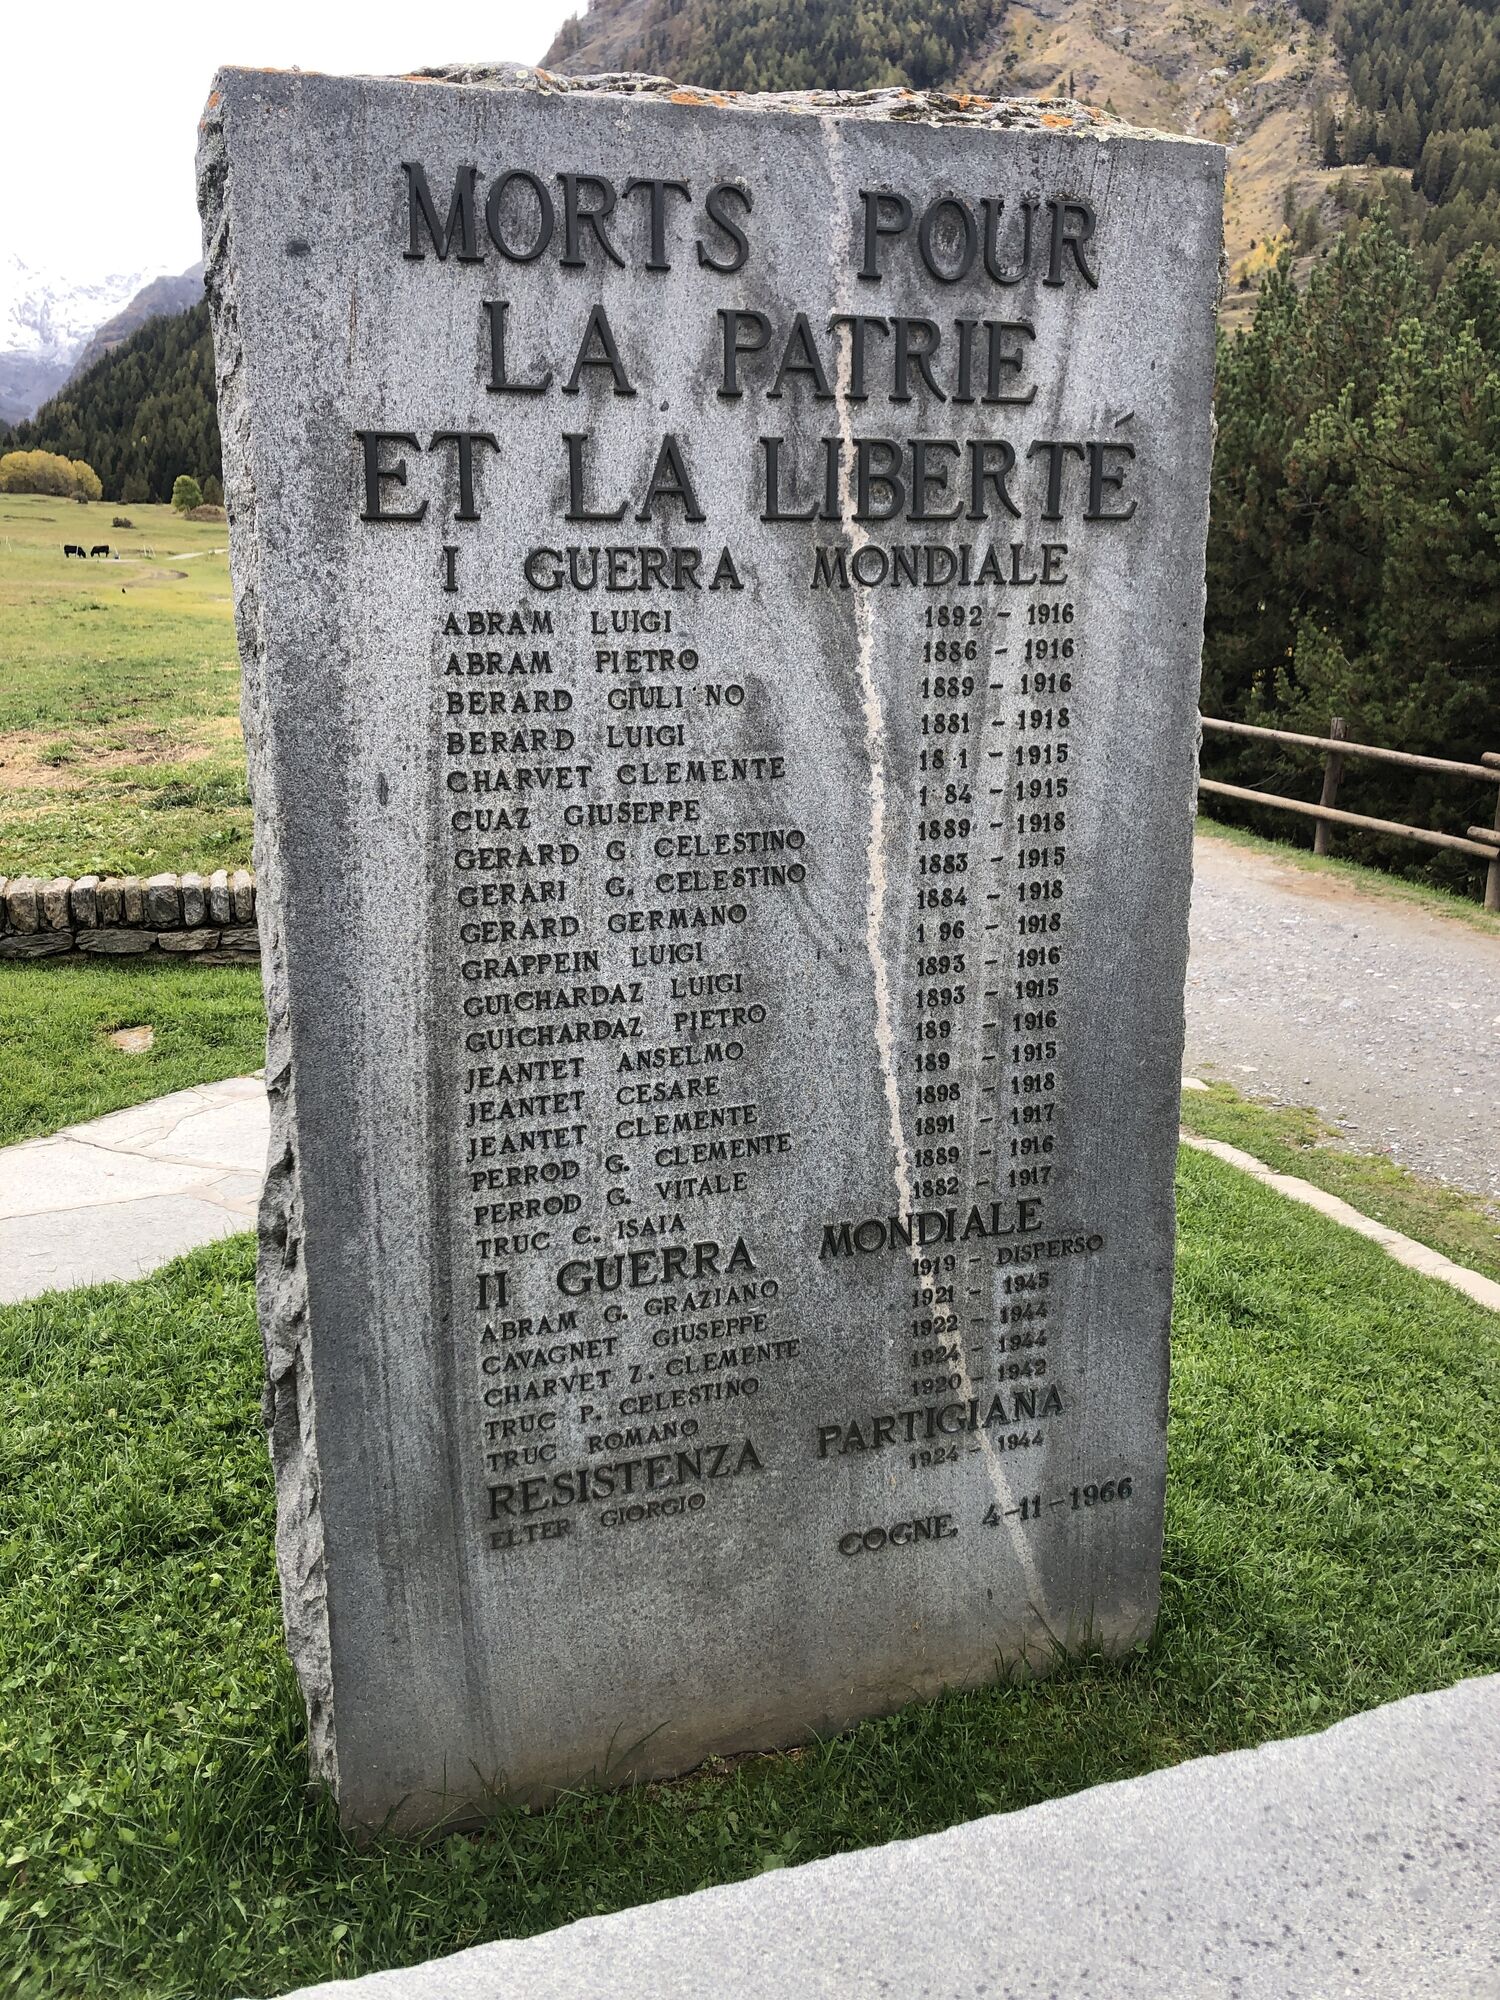 MORTS POUR
LA PATRIE
ET LA LIBERTÉ
I GUERRA MONDIALE
ABRAM LUIGI 1892 - 1916
ABRAM PIETRO 1886 - 1916
BERARD GIULI NO 1889 - 1916
BERARD LUIGI 1881 - 1918
CHARVET CLEMENTE 18 1 - 1915
CUAZ GIUSEPPE 1 84 - 1915
GERARD G. CELESTINO 1889 - 1918
GERARI G. CELESTINO 1883 - 1915
GERARD GERMANO 1884 - 1918
GRAPPEIN LUIGI 1 96 - 1918
GUICHARDAZ LUIGI 1893 - 1916
GUICHARDAZ PIETRO 1893 - 1915
JEANTET ANSELMO 189 - 1916
JEANTET CESARE 189 - 1915
JEANTET CLEMENTE 1898 - 1918
PERROD G. CLEMENTE 1891 - 1917
PERROD G. VITALE 1889 - 1916
TRUC C. ISAIA 1882 - 1917
II GUERRA MONDIALE
ABRAM G. GRAZIANO 1919 - DISPERSO
CAVAGNET GIUSEPPE 1921 - 1945
CHARVET Z. CLEMENTE 1922 - 1944
TRUC P. CELESTINO 1924 - 1944
TRUC ROMANO 1920 - 1942
RESISTENZA PARTIGIANA
ELTER GIORGIO 1924 - 1944
COGNE, 4-11-1966